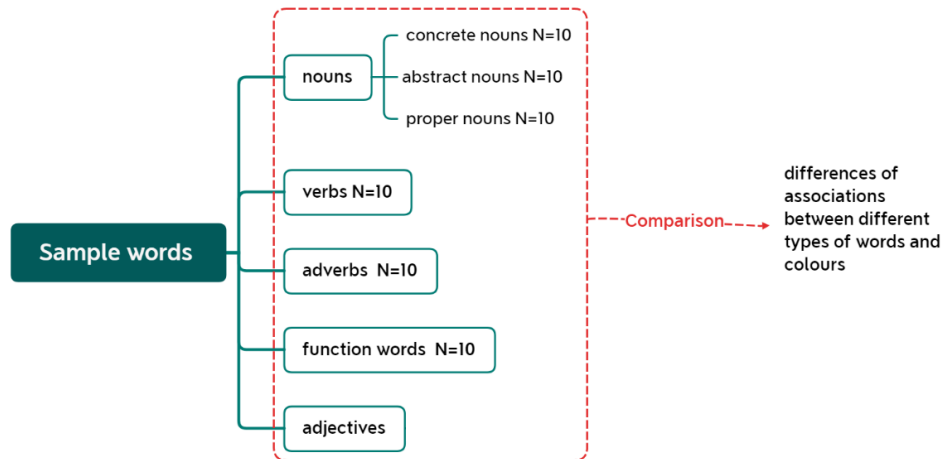 Sample words
nouns
concrete nouns N=10
abstract nouns N=10
proper nouns N=10
verbs N=10
adverbs N=10
function words N=10
adjectives
Comparison
differences of
associations
between different
types of words and
colours